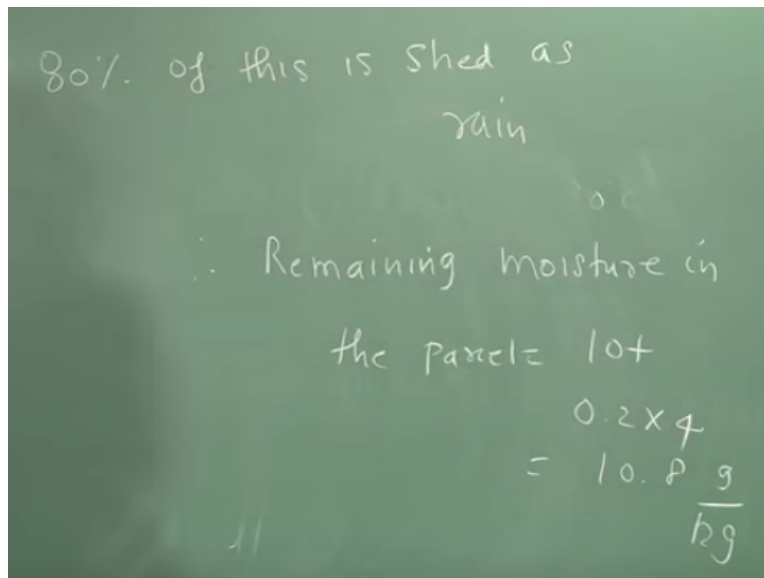 80%. of this is shed as
rain
∴ Remaining moisture in
the parcel= 10+
0.2×4
= 10.8 g/kg